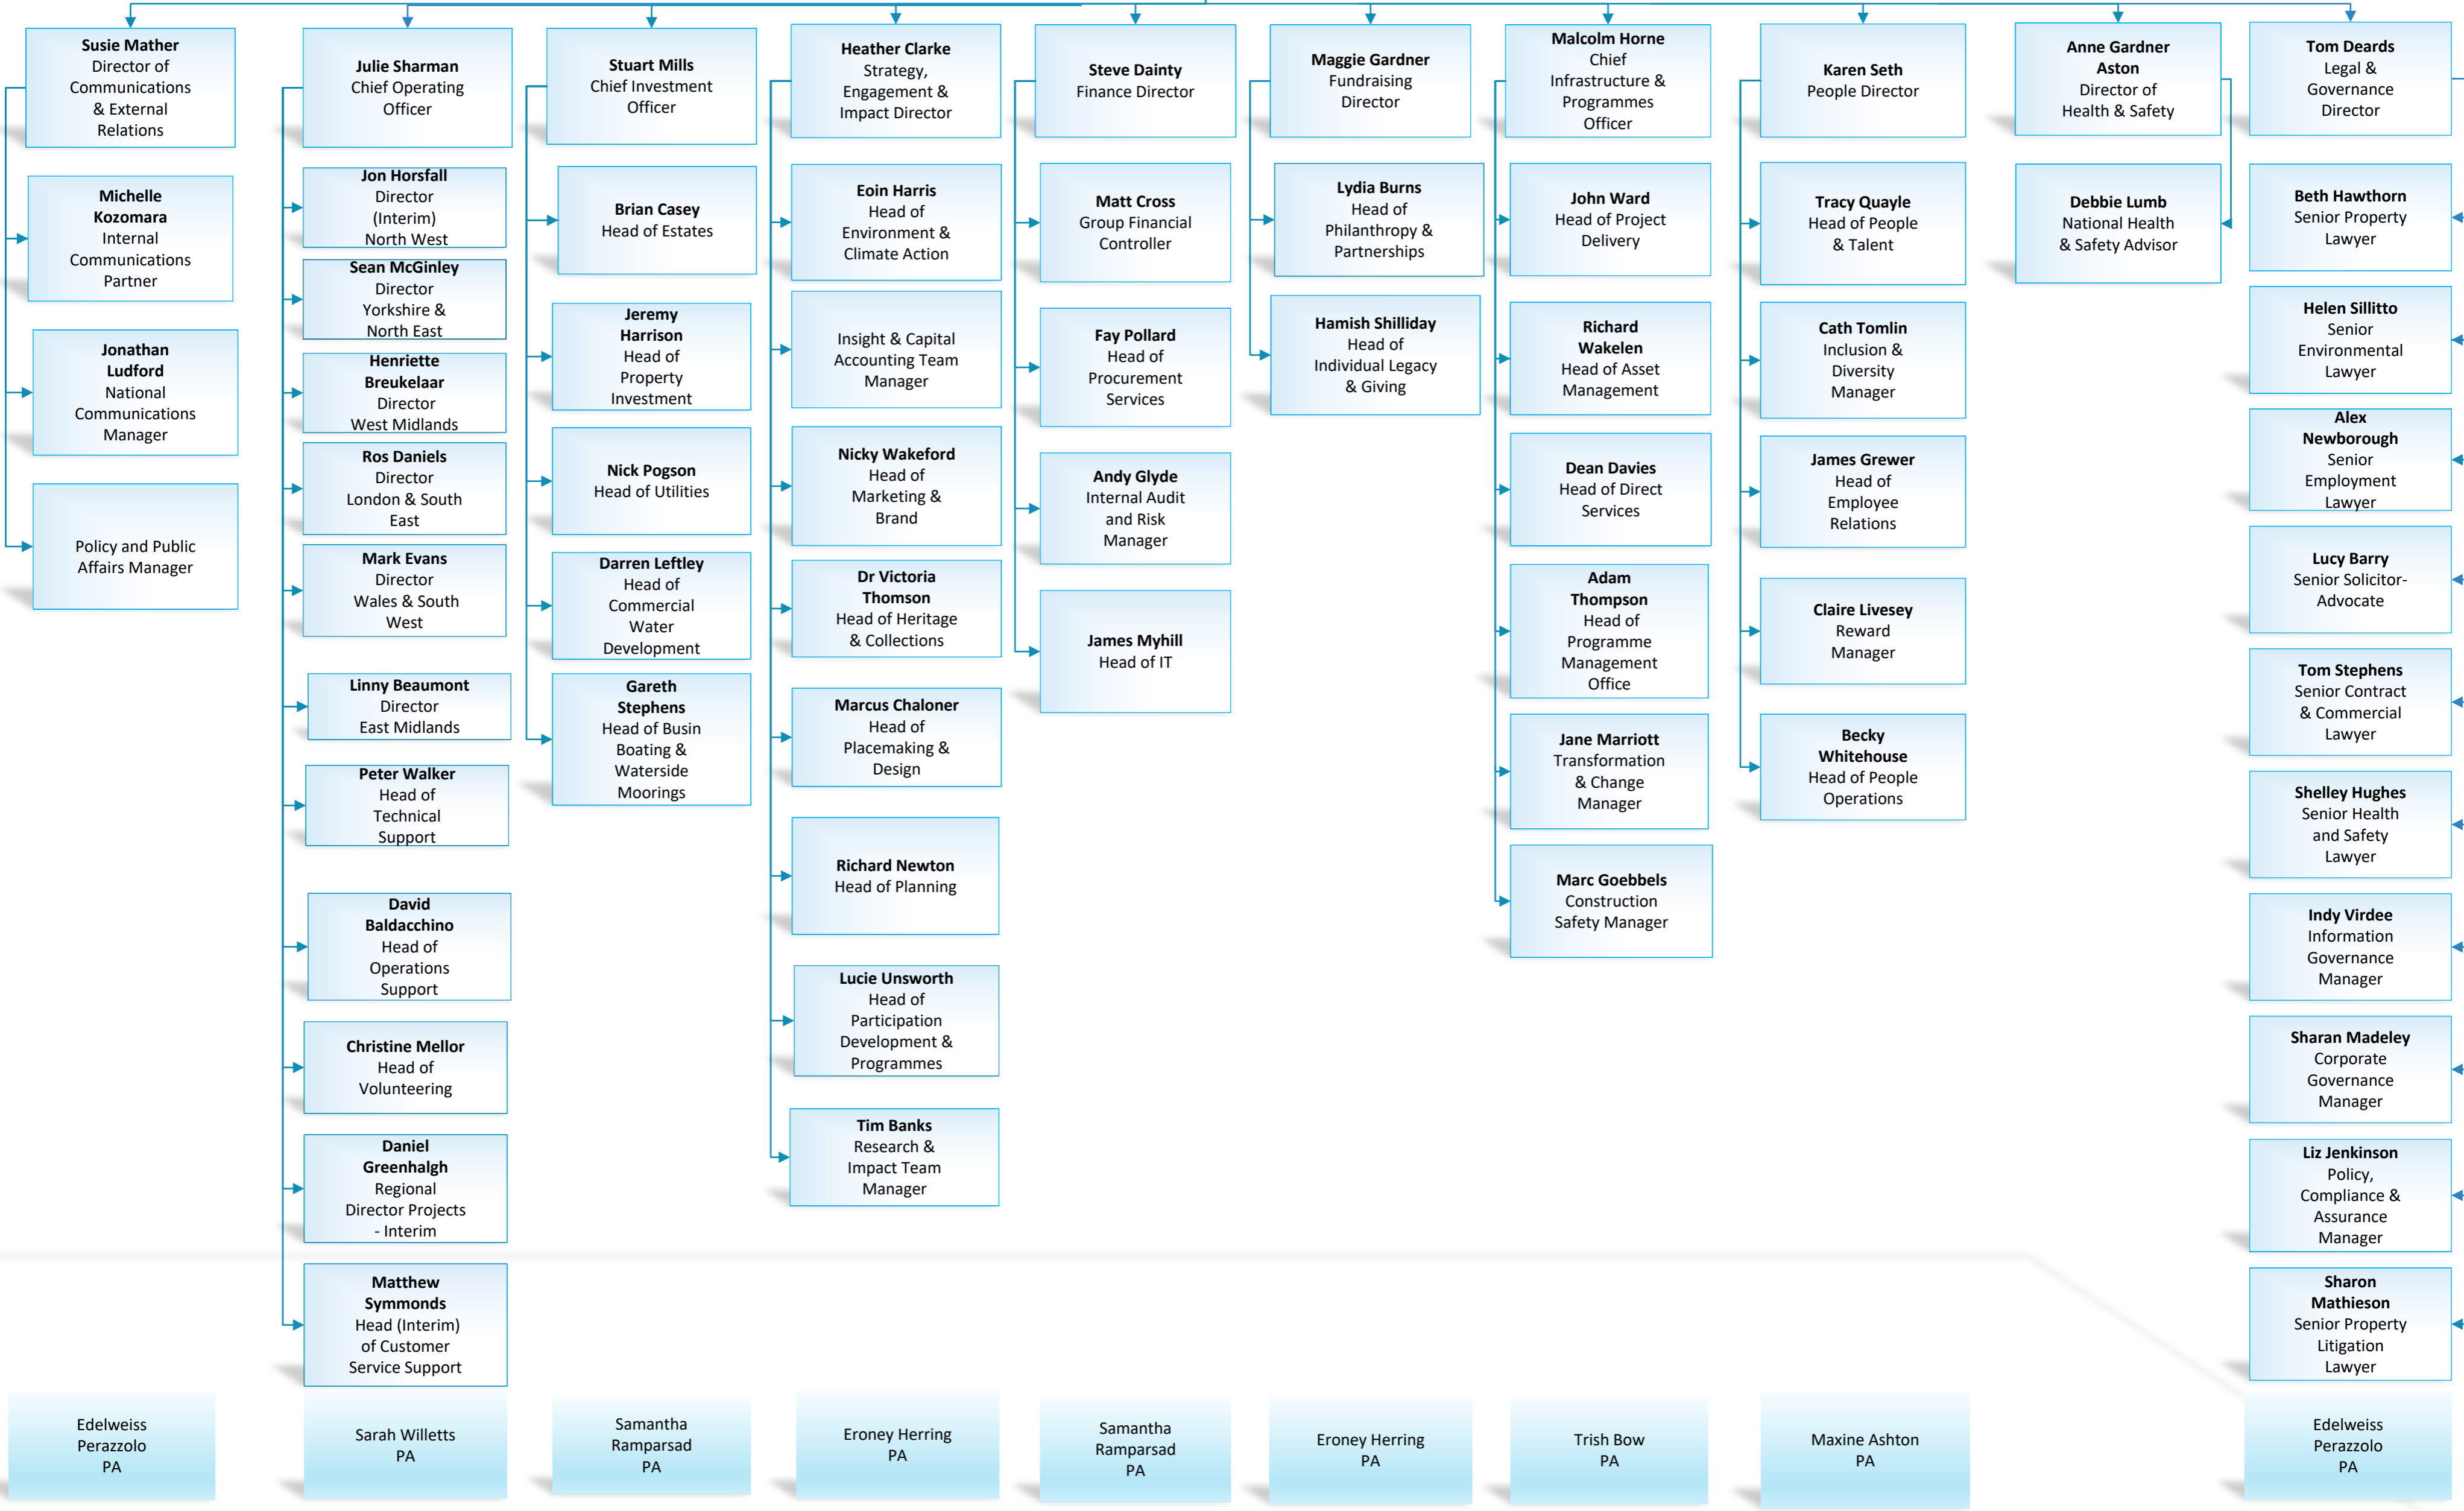 Susie Mather
Director of
Communications
& External
Relations
Michelle
Kozomara
Internal
Communications
Partner
Jonathan
Ludford
National
Communications
Manager
Policy and Public
Affairs Manager
Edelweiss
Perazzolo
PA
Julie Sharman
Chief Operating
Officer
Jon Horsfall
Director
(Interim)
North West
Sean McGinley
Director
Yorkshire &
North East
Henriette
Breukelaar
Director
West Midlands
Ros Daniels
Director
London & South
East
Mark Evans
Director
Wales & South
West
Linny Beaumont
Director
East Midlands
Peter Walker
Head of
Technical
Support
David
Baldacchino
Head of
Operations
Support
Christine Mellor
Head of
Volunteering
Daniel
Greenhalgh
Regional
Director Projects
- Interim
Matthew
Symmonds
Head (Interim)
of Customer
Service Support
Sarah Willetts
PA
Stuart Mills
Chief Investment
Officer
Brian Casey
Head of Estates
Jeremy
Harrison
Head of
Property
Investment
Nick Pogson
Head of Utilities
Darren Leftley
Head of
Commercial
Water
Development
Gareth
Stephens
Head of Busin
Boating &
Waterside
Moorings
Samantha
Ramparsad
PA
Heather Clarke
Strategy,
Engagement &
Impact Director
Eoin Harris
Head of
Environment &
Climate Action
Insight & Capital
Accounting Team
Manager
Nicky Wakeford
Head of
Marketing &
Brand
Dr Victoria
Thomson
Head of Heritage
& Collections
Marcus Chaloner
Head of
Placemaking &
Design
Richard Newton
Head of Planning
Lucie Unsworth
Head of
Participation
Development &
Programmes
Tim Banks
Research &
Impact Team
Manager
Eroney Herring
PA
Steve Dainty
Finance Director
Matt Cross
Group Financial
Controller
Fay Pollard
Head of
Procurement
Services
Andy Glyde
Internal Audit
and Risk
Manager
James Myhill
Head of IT
Samantha
Ramparsad
PA
Maggie Gardner
Fundraising
Director
Lydia Burns
Head of
Philanthropy &
Partnerships
Hamish Shilliday
Head of
Individual Legacy
& Giving
Eroney Herring
PA
Malcolm Horne
Chief
Infrastructure &
Programmes
Officer
John Ward
Head of Project
Delivery
Richard
Wakelen
Head of Asset
Management
Dean Davies
Head of Direct
Services
Adam
Thompson
Head of
Programme
Management
Office
Jane Marriott
Transformation
& Change
Manager
Marc Goebbels
Construction
Safety Manager
Trish Bow
PA
Karen Seth
People Director
Tracy Quayle
Head of People
& Talent
Cath Tomlin
Inclusion &
Diversity
Manager
James Grewer
Head of
Employee
Relations
Claire Livesey
Reward
Manager
Becky
Whitehouse
Head of People
Operations
Maxine Ashton
PA
Anne Gardner
Aston
Director of
Health & Safety
Debbie Lumb
National Health
& Safety Advisor
Tom Deards
Legal &
Governance
Director
Beth Hawthorn
Senior Property
Lawyer
Helen Sillitto
Senior
Environmental
Lawyer
Alex
Newborough
Senior
Employment
Lawyer
Lucy Barry
Senior Solicitor-
Advocate
Tom Stephens
Senior Contract
& Commercial
Lawyer
Shelley Hughes
Senior Health
and Safety
Lawyer
Indy Virdee
Information
Governance
Manager
Sharan Madeley
Corporate
Governance
Manager
Liz Jenkinson
Policy,
Compliance &
Assurance
Manager
Sharon
Mathieson
Senior Property
Litigation
Lawyer
Edelweiss
Perazzolo
PA